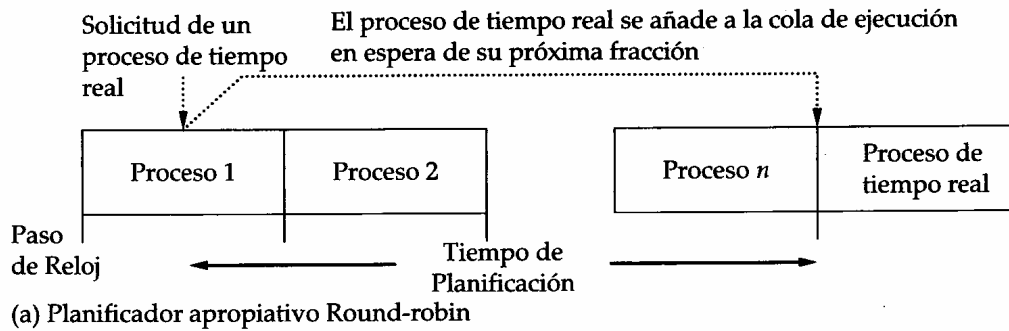 Solicitud de un
proceso de tiempo
real
El proceso de tiempo real se añade a la cola de ejecución
en espera de su próxima fracción
Proceso 1
Proceso 2
Proceso n
Proceso de
tiempo real
Paso
de Reloj
Tiempo de
Planificación
(a) Planificador apropiativo Round-robin